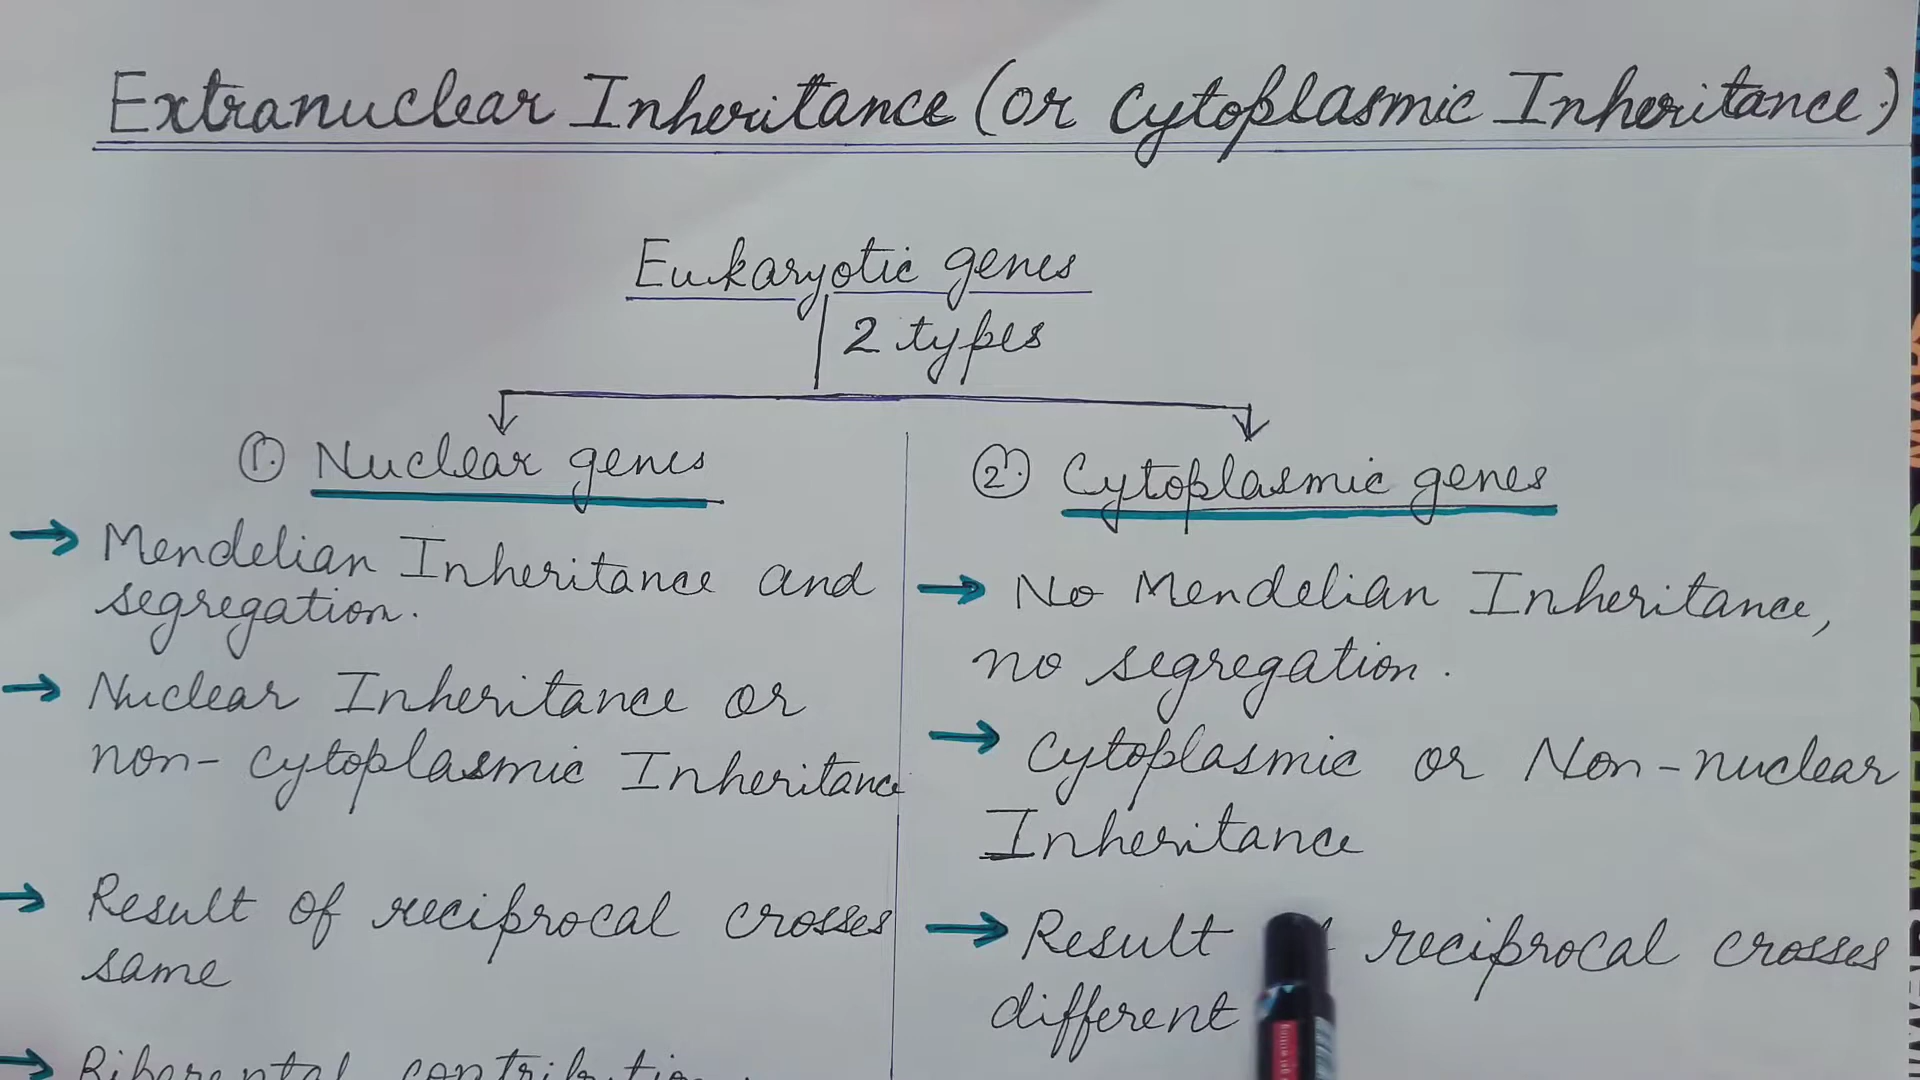 Extranuclear Inheritance (or Cytoplasmic Inheritance)
Eukaryotic genes
2 types
1. Nuclear genes
→ Mendelian Inheritance and
segregation.
→ Nuclear Inheritance or
non-cytoplasmic Inheritance
→ Result of reciprocal crosses
same
→ Biparental contribution
2. Cytoplasmic genes
→ No Mendelian Inheritance,
no segregation.
→ Cytoplasmic or Non-nuclear
Inheritance
→ Result reciprocal crosses
different